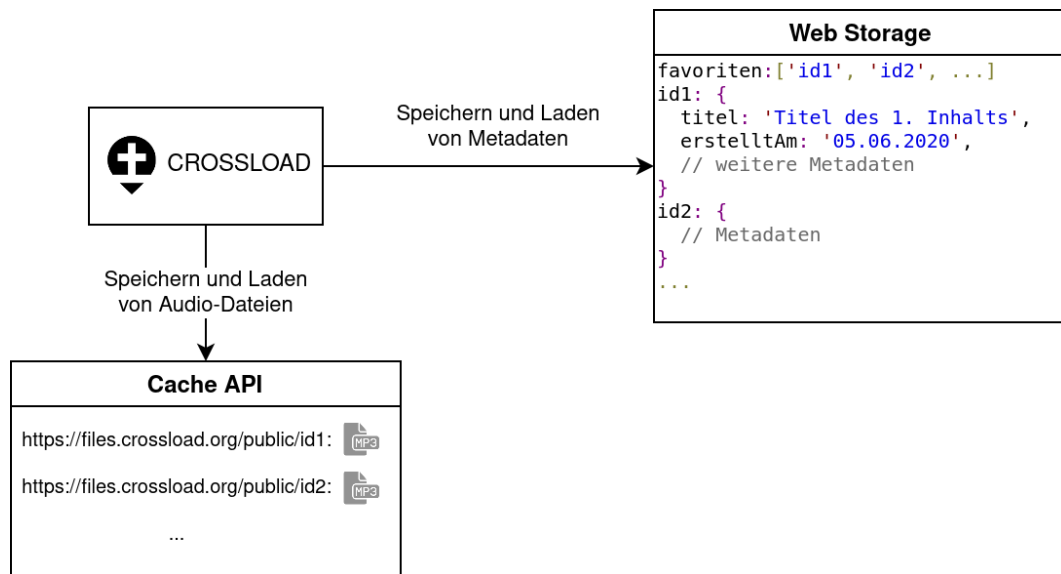 CROSSLOAD
Speichern und Laden
von Metadaten
Web Storage
favoriten:['id1', 'id2', ...]
id1: {
  titel: 'Titel des 1. Inhalts',
  erstelltAm: '05.06.2020',
  // weitere Metadaten
}
id2: {
  // Metadaten
}
...
Speichern und Laden
von Audio-Dateien
Cache API
https://files.crossload.org/public/id1:
MP3
https://files.crossload.org/public/id2:
MP3
...